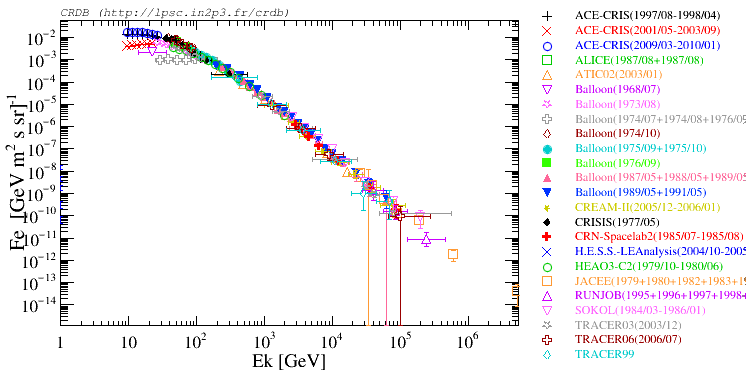 CRDB (http://lpsc.in2p3.fr/crdb)
Fe [GeV m² s sr]⁻¹
10⁻²
10⁻³
10⁻⁴
10⁻⁵
10⁻⁶
10⁻⁷
10⁻⁸
10⁻⁹
10⁻¹⁰
10⁻¹¹
10⁻¹²
10⁻¹³
10⁻¹⁴
1 10 10² 10³ 10⁴ 10⁵ 10⁶
Ek [GeV]
ACE-CRIS(1997/08-1998/04)
ACE-CRIS(2001/05-2003/09)
ACE-CRIS(2009/03-2010/01)
ALICE(1987/08+1987/08)
ATIC02(2003/01)
Balloon(1968/07)
Balloon(1973/08)
Balloon(1974/07+1974/08+1976/09
Balloon(1974/10)
Balloon(1975/09+1975/10)
Balloon(1976/09)
Balloon(1987/05+1988/05+1989/05
Balloon(1989/05+1991/05)
CREAM-II(2005/12-2006/01)
CRISIS(1977/05)
CRN-Spacelab2(1985/07-1985/08)
H.E.S.S.-LEAnalysis(2004/10-2005
HEAO3-C2(1979/10-1980/06)
JACEE(1979+1980+1982+1983+1
RUNJOB(1995+1996+1997+1998+
SOKOL(1984/03-1986/01)
TRACER03(2003/12)
TRACER06(2006/07)
TRACER99